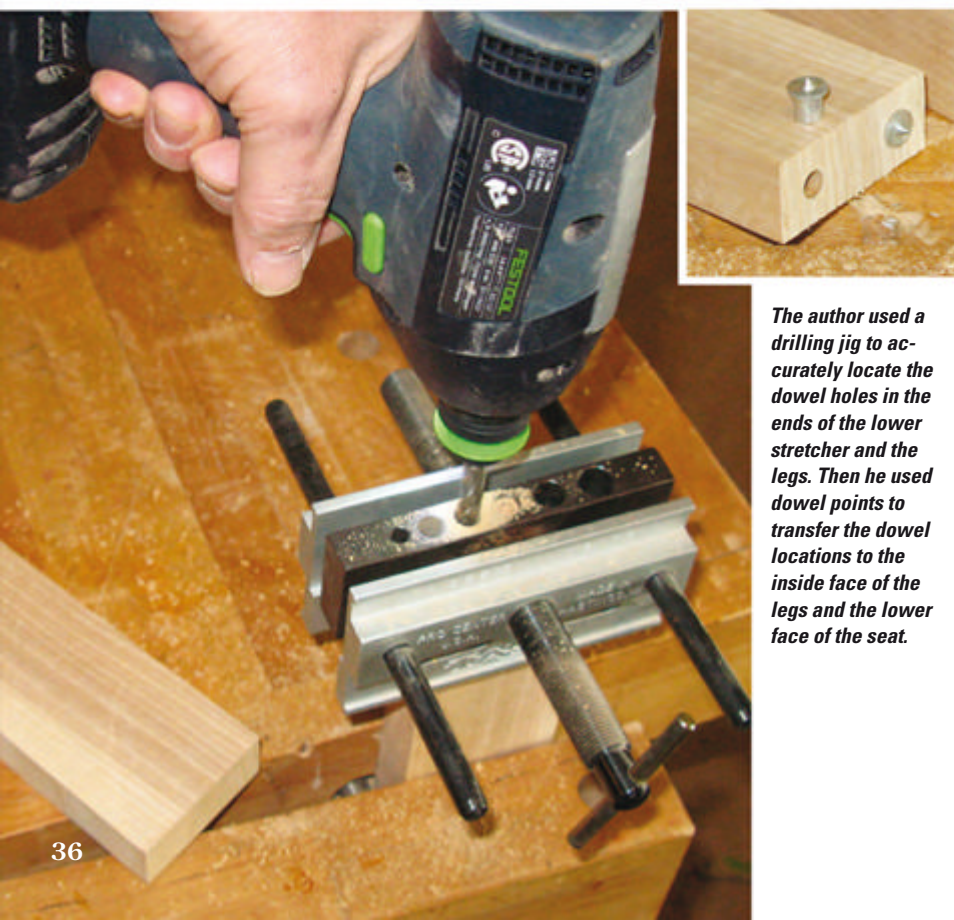 FESTOOL
The author used a
drilling jig to ac-
curately locate the
dowel holes in the
ends of the lower
stretcher and the
legs. Then he used
dowel points to
transfer the dowel
locations to the
inside face of the
legs and the lower
face of the seat.
36